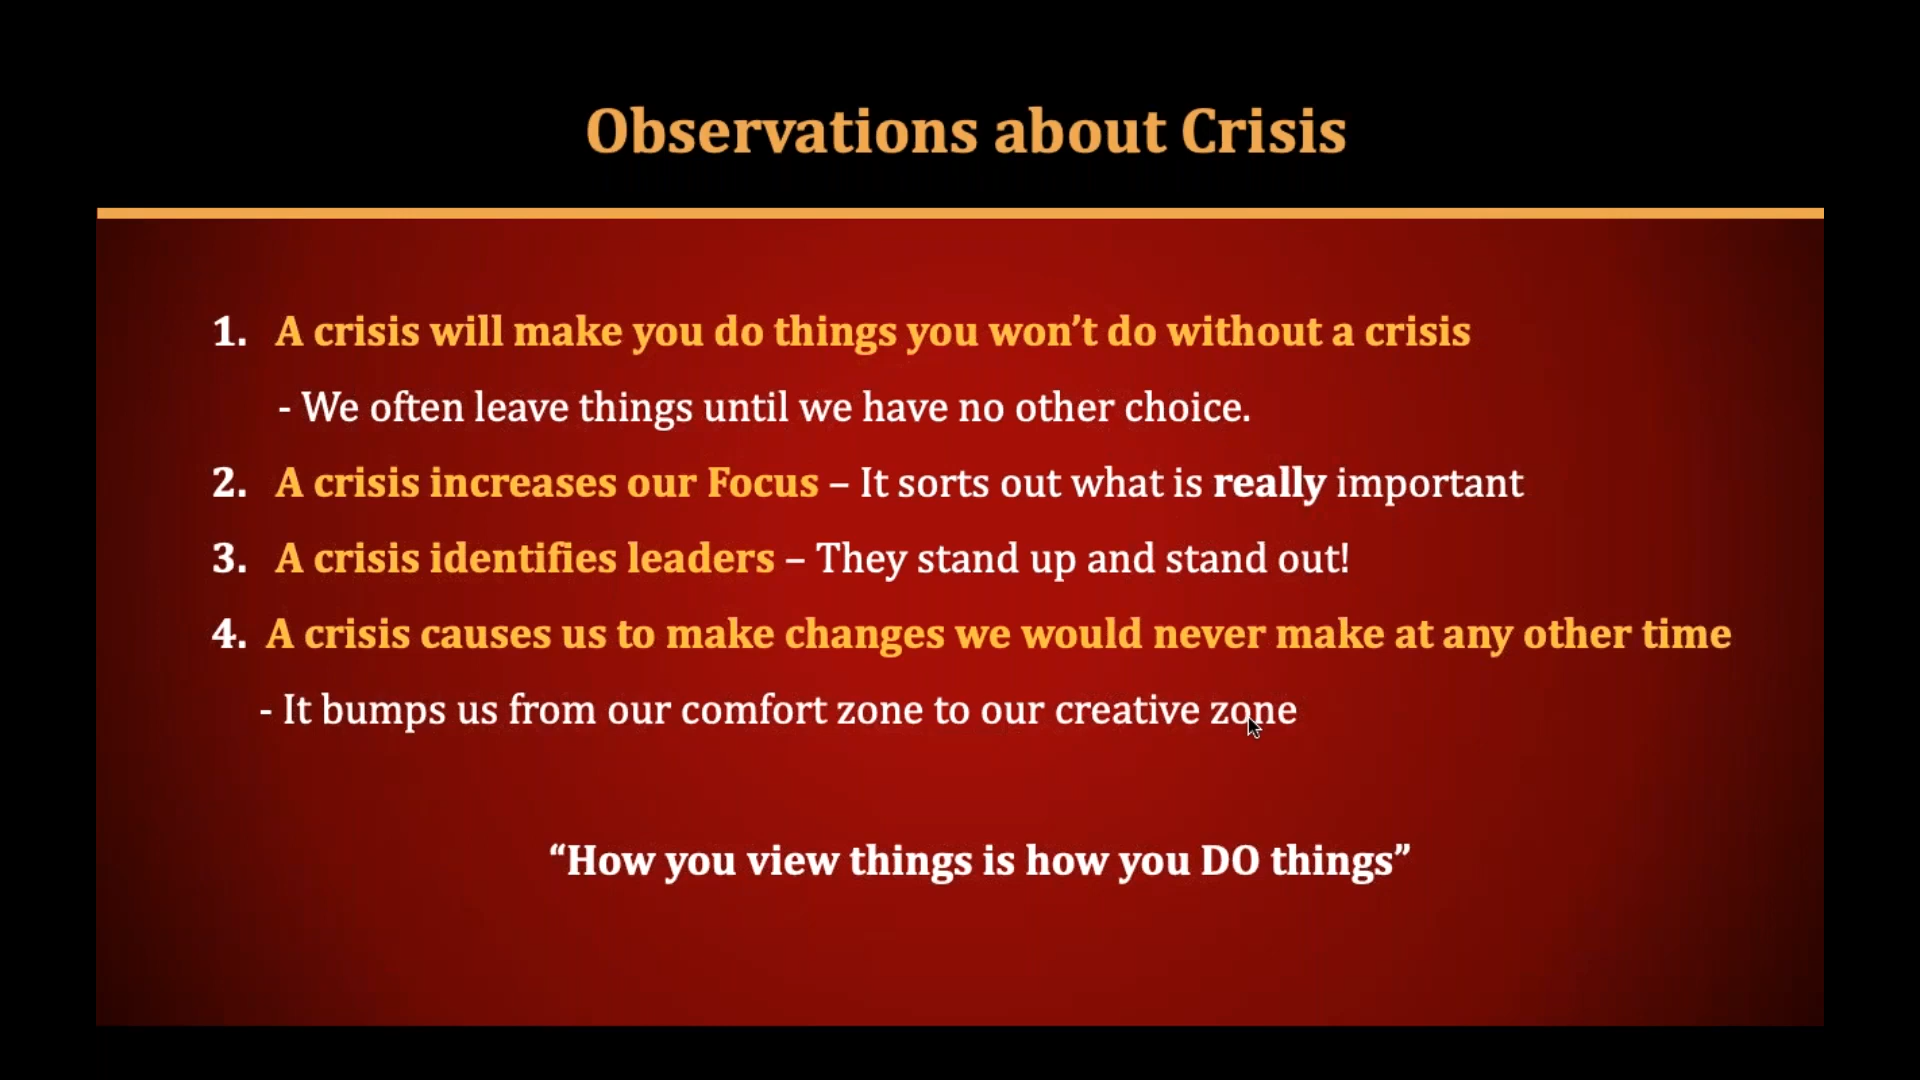 Observations about Crisis
1. A crisis will make you do things you won’t do without a crisis
- We often leave things until we have no other choice.
2. A crisis increases our Focus – It sorts out what is really important
3. A crisis identifies leaders – They stand up and stand out!
4. A crisis causes us to make changes we would never make at any other time
- It bumps us from our comfort zone to our creative zone
“How you view things is how you DO things”